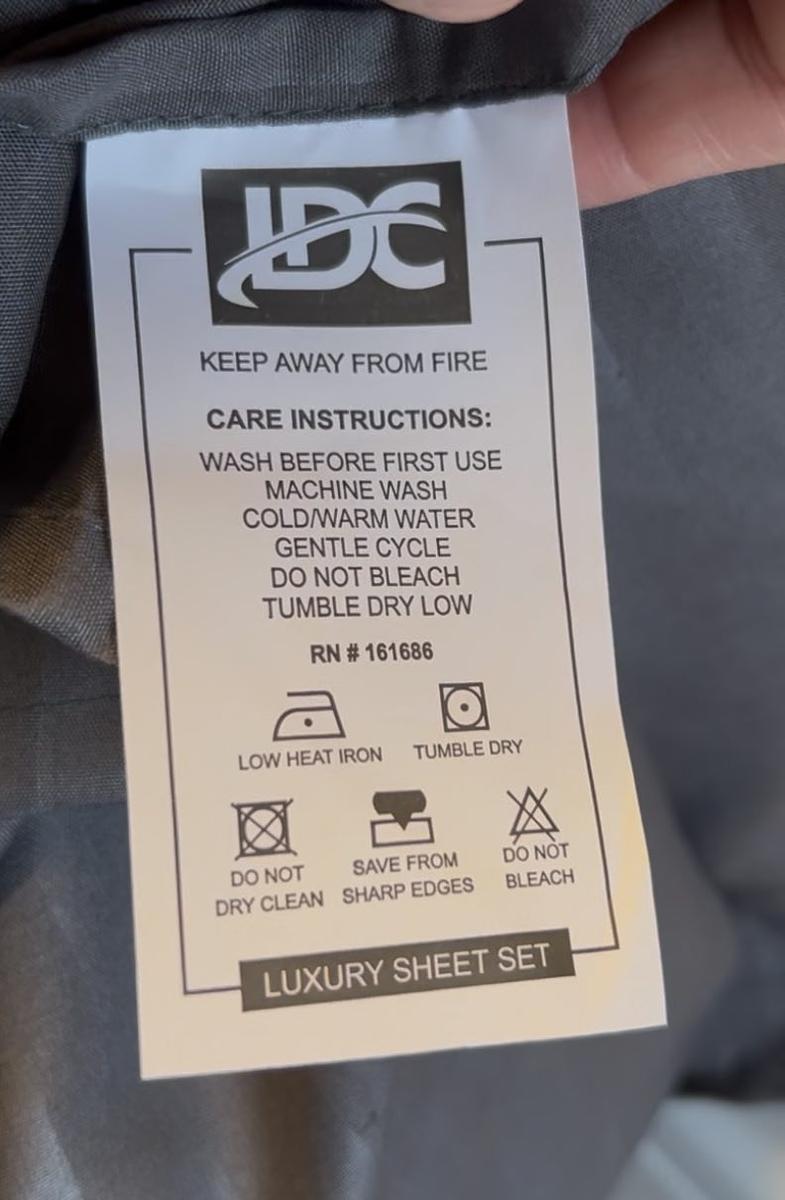 IDC
KEEP AWAY FROM FIRE
CARE INSTRUCTIONS:
WASH BEFORE FIRST USE
MACHINE WASH
COLD/WARM WATER
GENTLE CYCLE
DO NOT BLEACH
TUMBLE DRY LOW
RN # 161686
LOW HEAT IRON
TUMBLE DRY
DO NOT
DRY CLEAN
SAVE FROM
SHARP EDGES
DO NOT
BLEACH
LUXURY SHEET SET